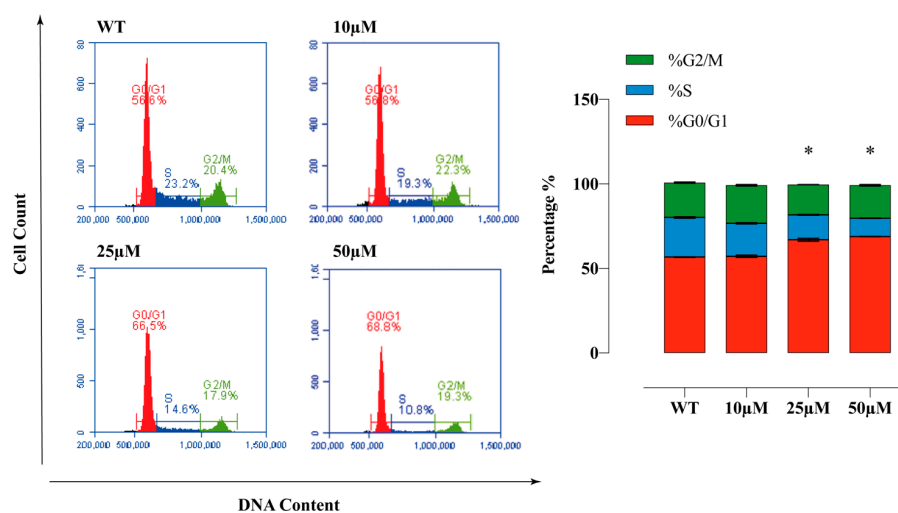 WT
80
600
400
200
0
G0/G1
56.6%
S
23.2%
G2/M
20.4%
200,000
500,000
1,000,000
1,500,000
10μM
80
600
400
200
0
G0/G1
56.8%
S
19.3%
G2/M
22.3%
200,000
500,000
1,000,000
1,500,000
25μM
1,000
500
0
G0/G1
66.5%
S
14.6%
G2/M
17.9%
200,000
500,000
1,000,000
1,500,000
50μM
1,000
500
0
G0/G1
68.8%
S
10.8%
G2/M
19.3%
200,000
500,000
1,000,000
1,500,000
Cell Count
DNA Content
%G2/M
%S
%G0/G1
150
100
50
0
Percentage %
* *
WT 10μM 25μM 50μM